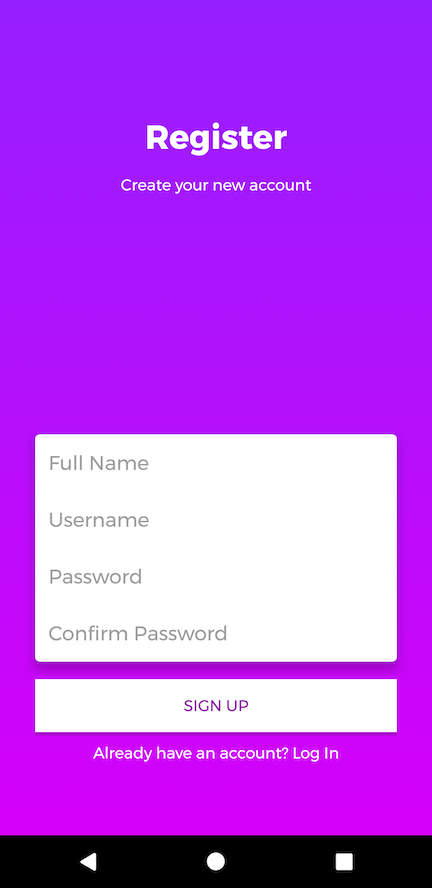 Register
Create your new account
Full Name
Username
Password
Confirm Password
SIGN UP
Already have an account? Log In